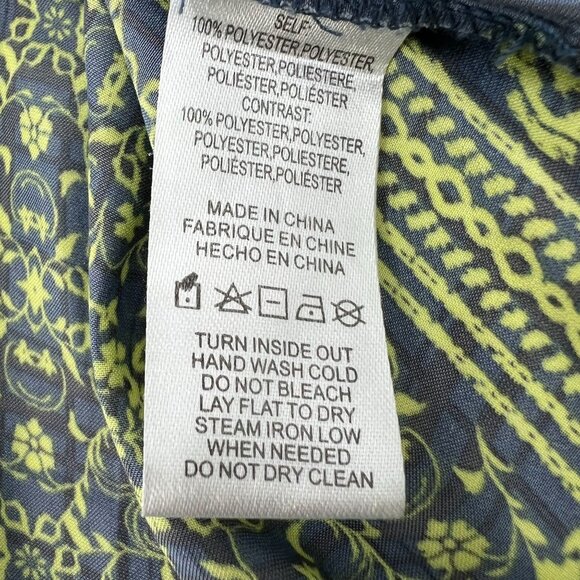 SELF:
100% POLYESTER,POLYESTER
POLYESTER,POLIESTERE,
POLIÉSTER,POLIÉSTER
CONTRAST:
100% POLYESTER,POLYESTER,
POLYESTER,POLIESTERE,
POLIÉSTER,POLIÉSTER
MADE IN CHINA
FABRIQUE EN CHINE
HECHO EN CHINA
TURN INSIDE OUT
HAND WASH COLD
DO NOT BLEACH
LAY FLAT TO DRY
STEAM IRON LOW
WHEN NEEDED
DO NOT DRY CLEAN